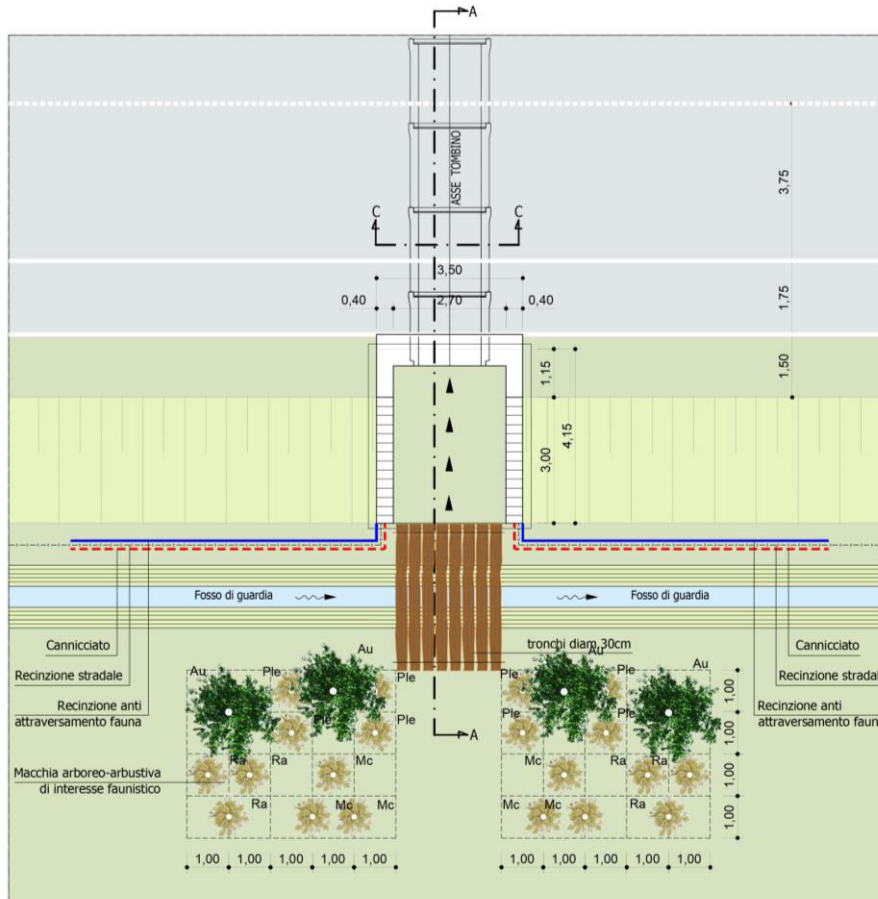 A
ASSE TOMBINO
3,75
C C
3,50
0,40 2,70 0,40
1,75
1,50
1,15
4,15
3,00
Fosso di guardia Fosso di guardia
tronchi diam.30cm
Cannicciato Cannicciato
Recinzione stradale Recinzione stradal
Recinzione anti
attraversamento fauna
Recinzione anti
attraversamento faun
Au Ple Ple Au Ple Au
Ple Ple Ple Ple
1,00
1,00
1,00
1,00
A
Macchia arboreo-arbustiva
di interesse faunistico
Ra Ra Mc Mc Ra Ra
Ra Mc Mc Mc Mc Ra
1,00 1,00 1,00 1,00 1,00 1,00 1,00 1,00 1,00 1,00